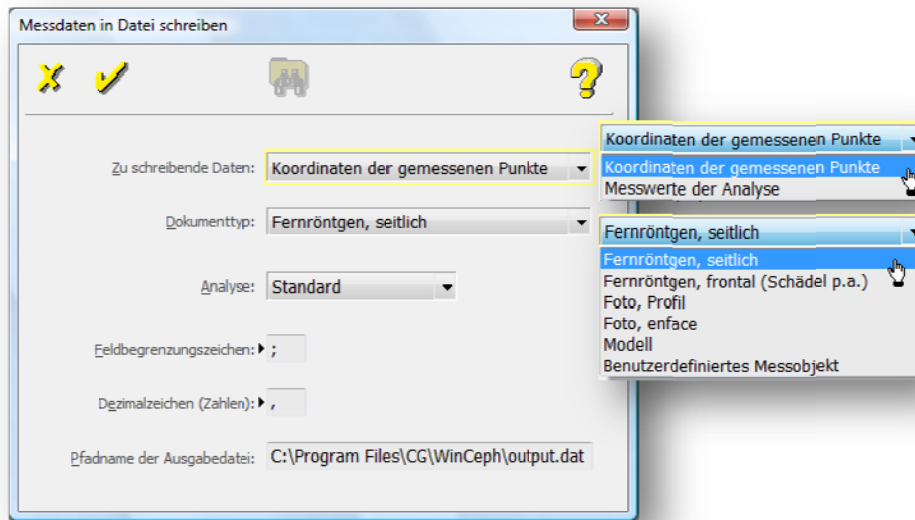 Messdaten in Datei schreiben
Zu schreibende Daten: Koordinaten der gemessenen Punkte
Dokumenttyp: Fernröntgen, seitlich
Analyse: Standard
Feldbegrenzungszeichen: ;
Dezimalzeichen (Zahlen): ,
Pfadname der Ausgabedatei: C:\Program Files\CG\WinCeph\output.dat
Koordinaten der gemessenen Punkte
Koordinaten der gemessenen Punkte
Messwerte der Analyse
Fernröntgen, seitlich
Fernröntgen, seitlich
Fernröntgen, frontal (Schädel p.a.)
Foto, Profil
Foto, enface
Modell
Benutzerdefiniertes Messobjekt